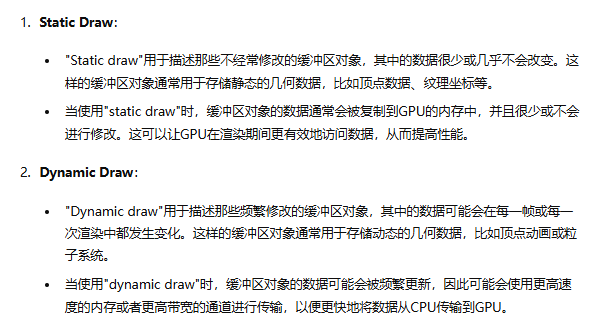 1. Static Draw：
• "Static draw"用于描述那些不经常修改的缓冲区对象，其中的数据很少或几乎不会改变。这
样的缓冲区对象通常用于存储静态的几何数据，比如顶点数据、纹理坐标等。
• 当使用"static draw"时，缓冲区对象的数据通常会被复制到GPU的内存中，并且很少或不会
进行修改。这可以让GPU在渲染期间更有效地访问数据，从而提高性能。
2. Dynamic Draw：
• "Dynamic draw"用于描述那些频繁修改的缓冲区对象，其中的数据可能会在每一帧或每一
次渲染中都发生变化。这样的缓冲区对象通常用于存储动态的几何数据，比如顶点动画或粒
子系统。
• 当使用"dynamic draw"时，缓冲区对象的数据可能会被频繁更新，因此可能会使用更高速
度的内存或者更高带宽的通道进行传输，以便更快地将数据从CPU传输到GPU。